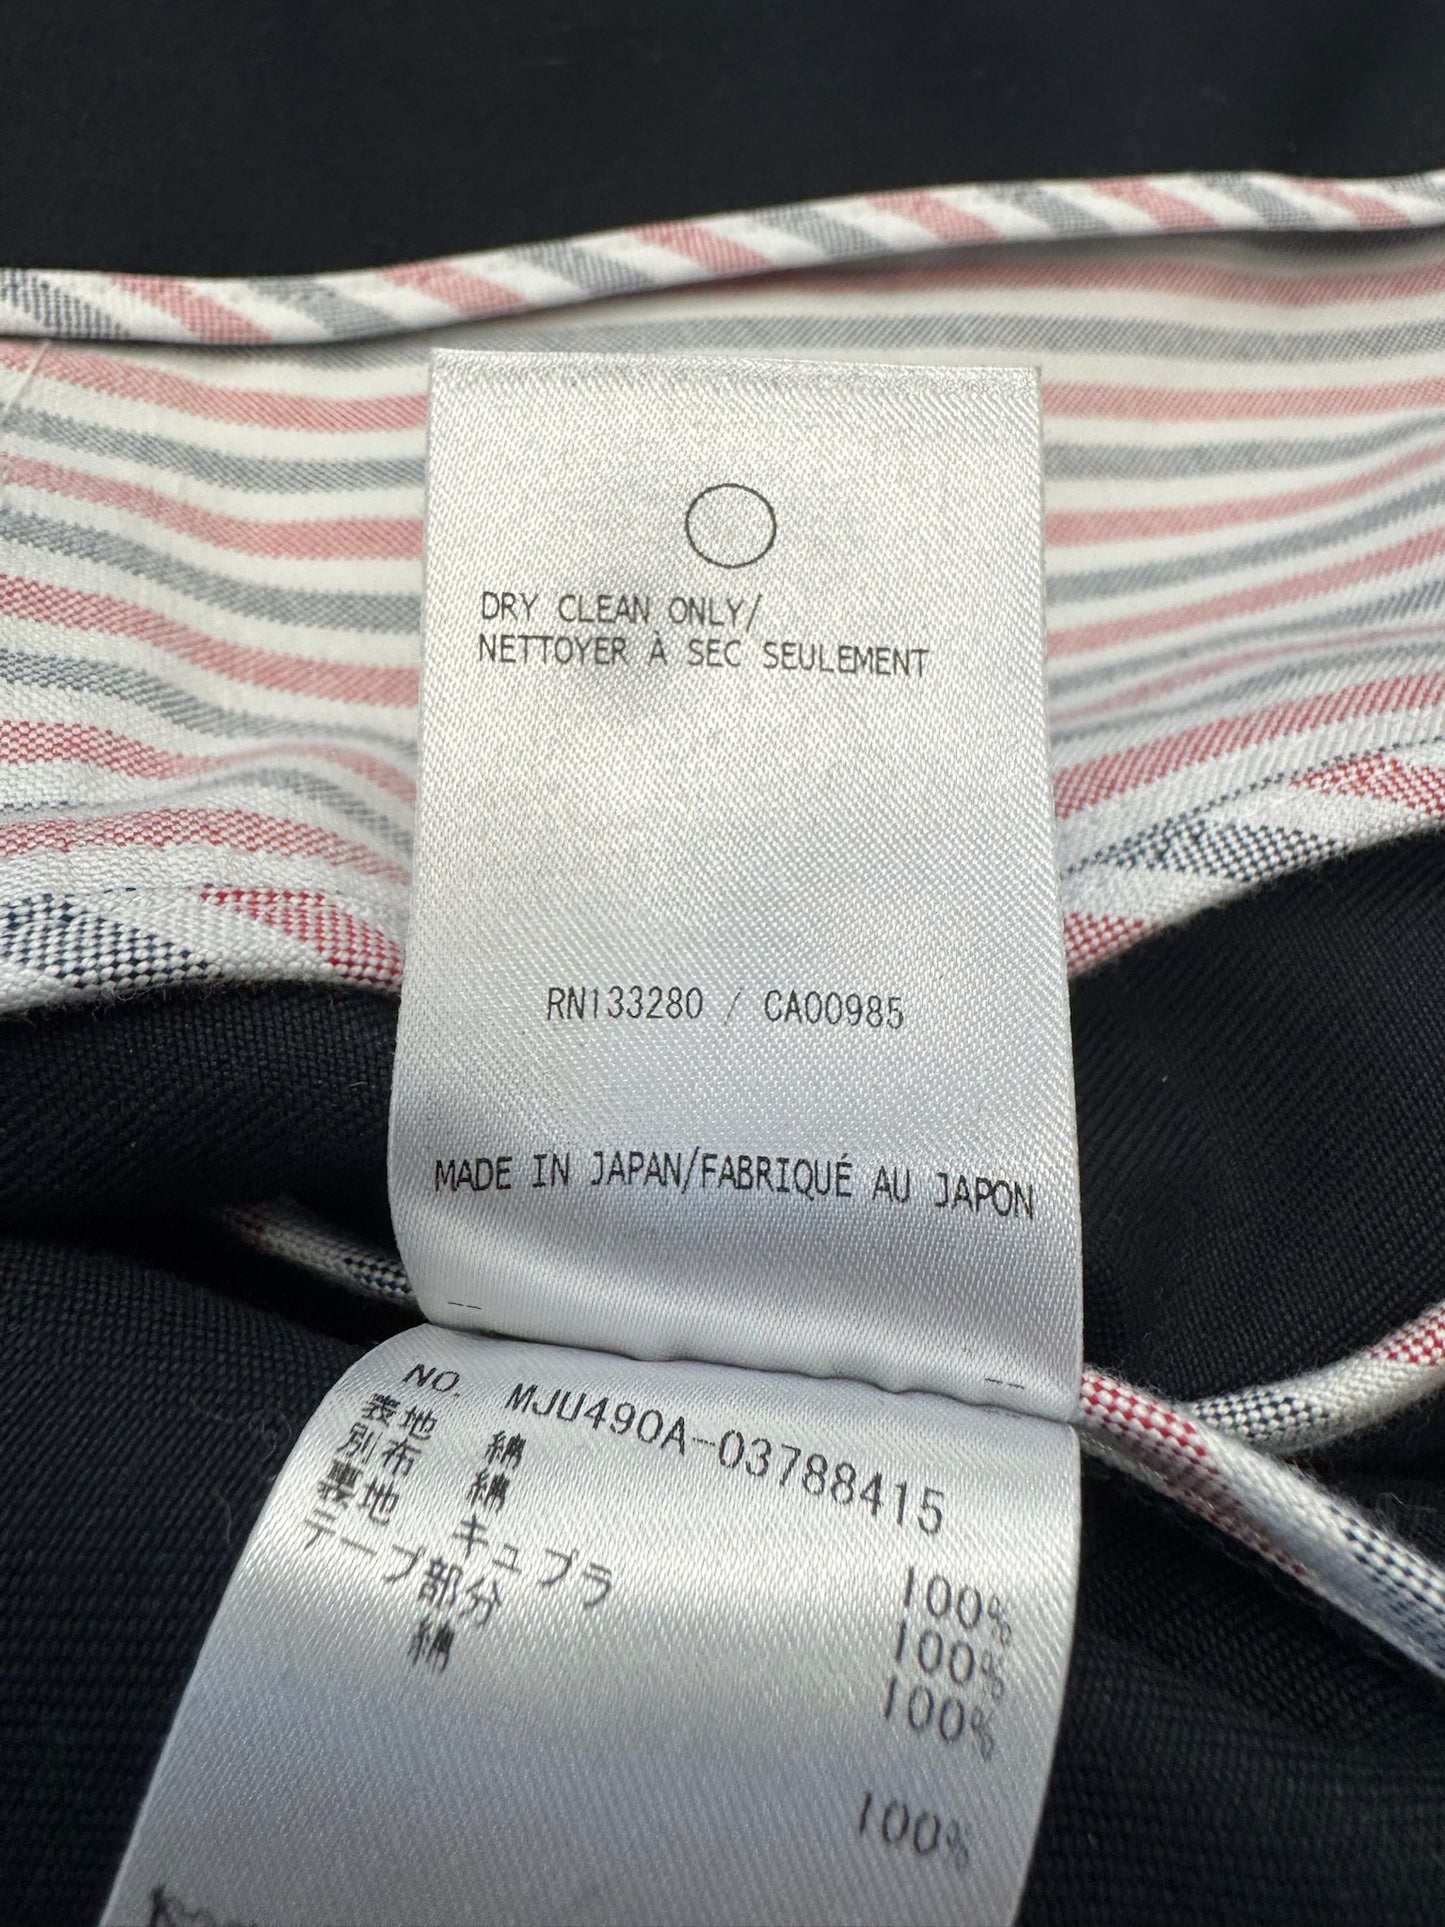 DRY CLEAN ONLY/
NETTOYER À SEC SEULEMENT
RN133280 / CA00985
MADE IN JAPAN/FABRIQUÉ AU JAPON
NO. MJU490A-03788415
表地 綿 100%
別布 綿 100%
裏地 キュプラ 100%
テープ部分
綿 100%